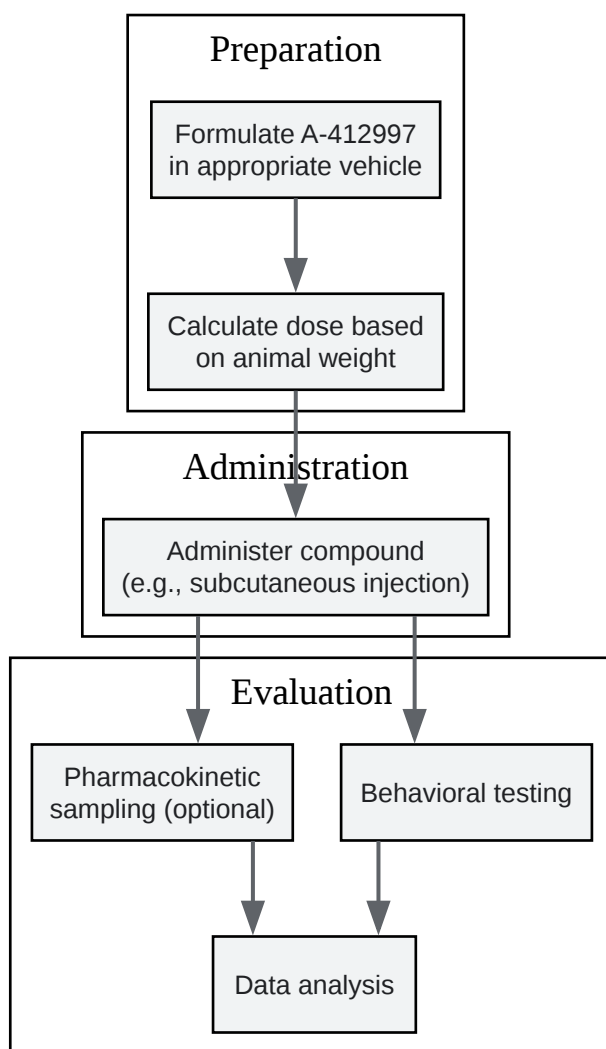 Preparation
Formulate A-412997
in appropriate vehicle
Calculate dose based
on animal weight
Administration
Administer compound
(e.g., subcutaneous injection)
Evaluation
Pharmacokinetic
sampling (optional)
Behavioral testing
Data analysis